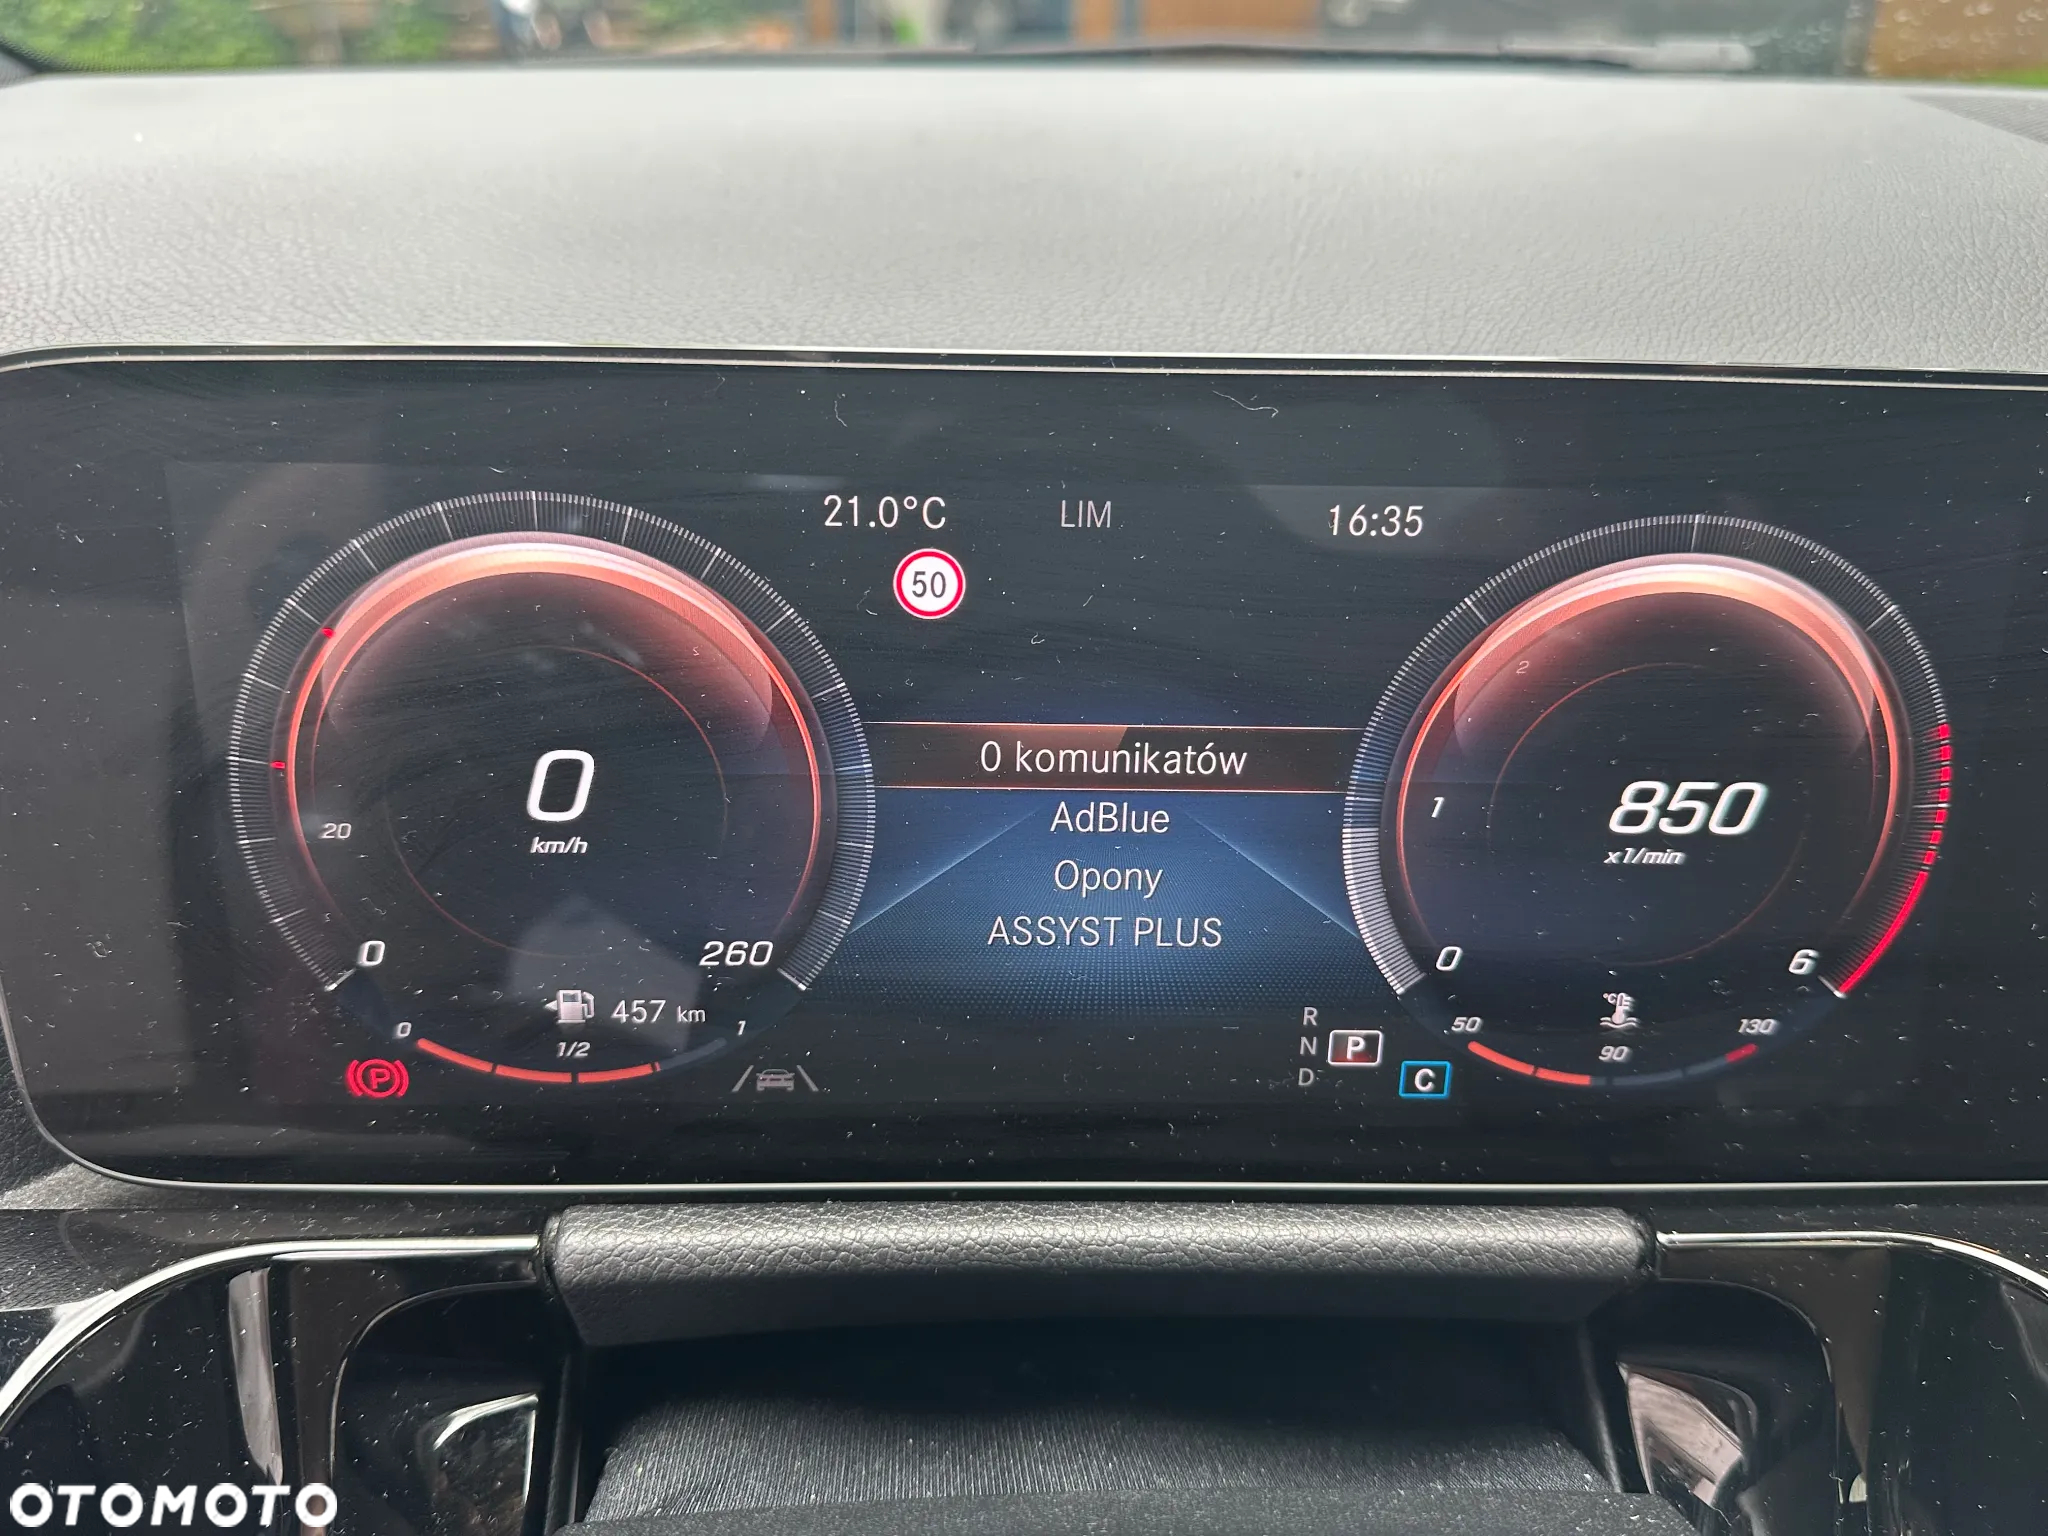 21.0°C LIM 16:35
50
0 komunikatów
AdBlue
Opony
ASSYST PLUS
20
0
km/h
0 260
457 km
0 1/2 1
P
2
1
850
x1/min
0 6
50 90 130
°C
R
N P
D
C
OTOMOTO